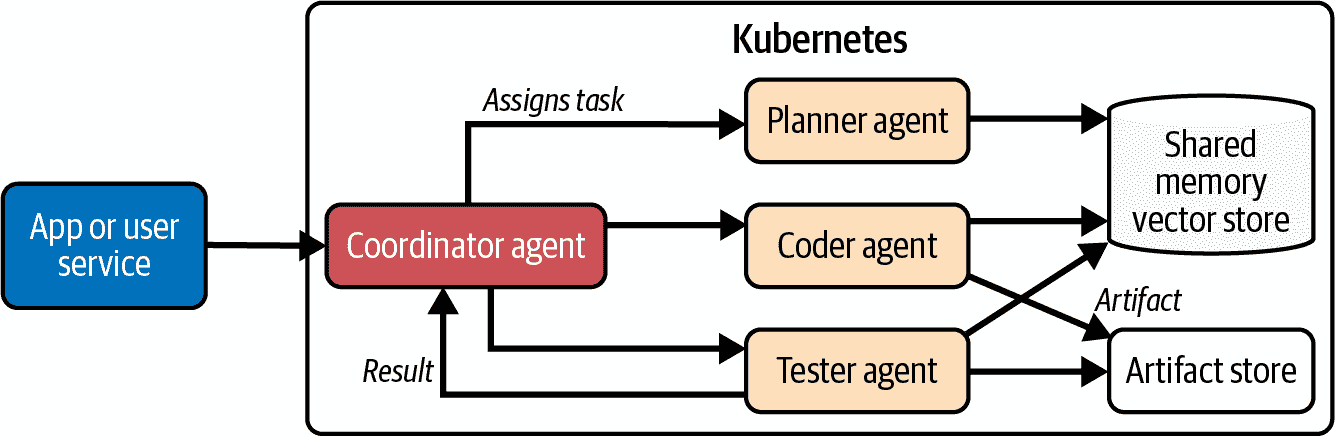 Kubernetes
Assigns task
Planner agent
Shared
memory
vector store
App or user
service
Coordinator agent
Coder agent
Artifact
Result
Tester agent
Artifact store